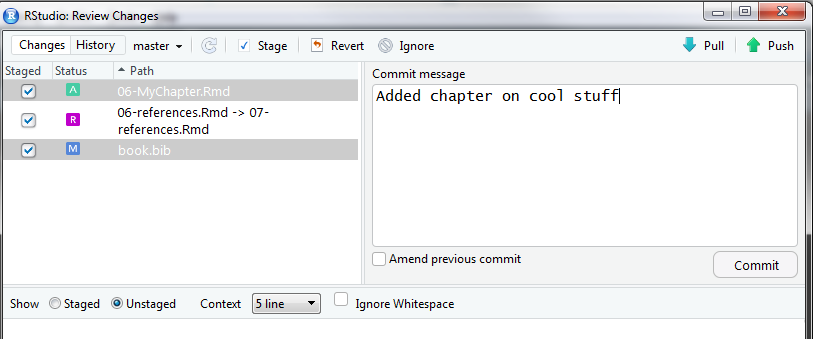 RStudio: Review Changes
Changes History master Stage Revert Ignore Pull Push
Staged Status Path
A 06-MyChapter.Rmd
R 06-references.Rmd -> 07-
references.Rmd
M book.bib
Commit message
Added chapter on cool stuff
Amend previous commit
Commit
Show Staged Unstaged Context 5 line Ignore Whitespace